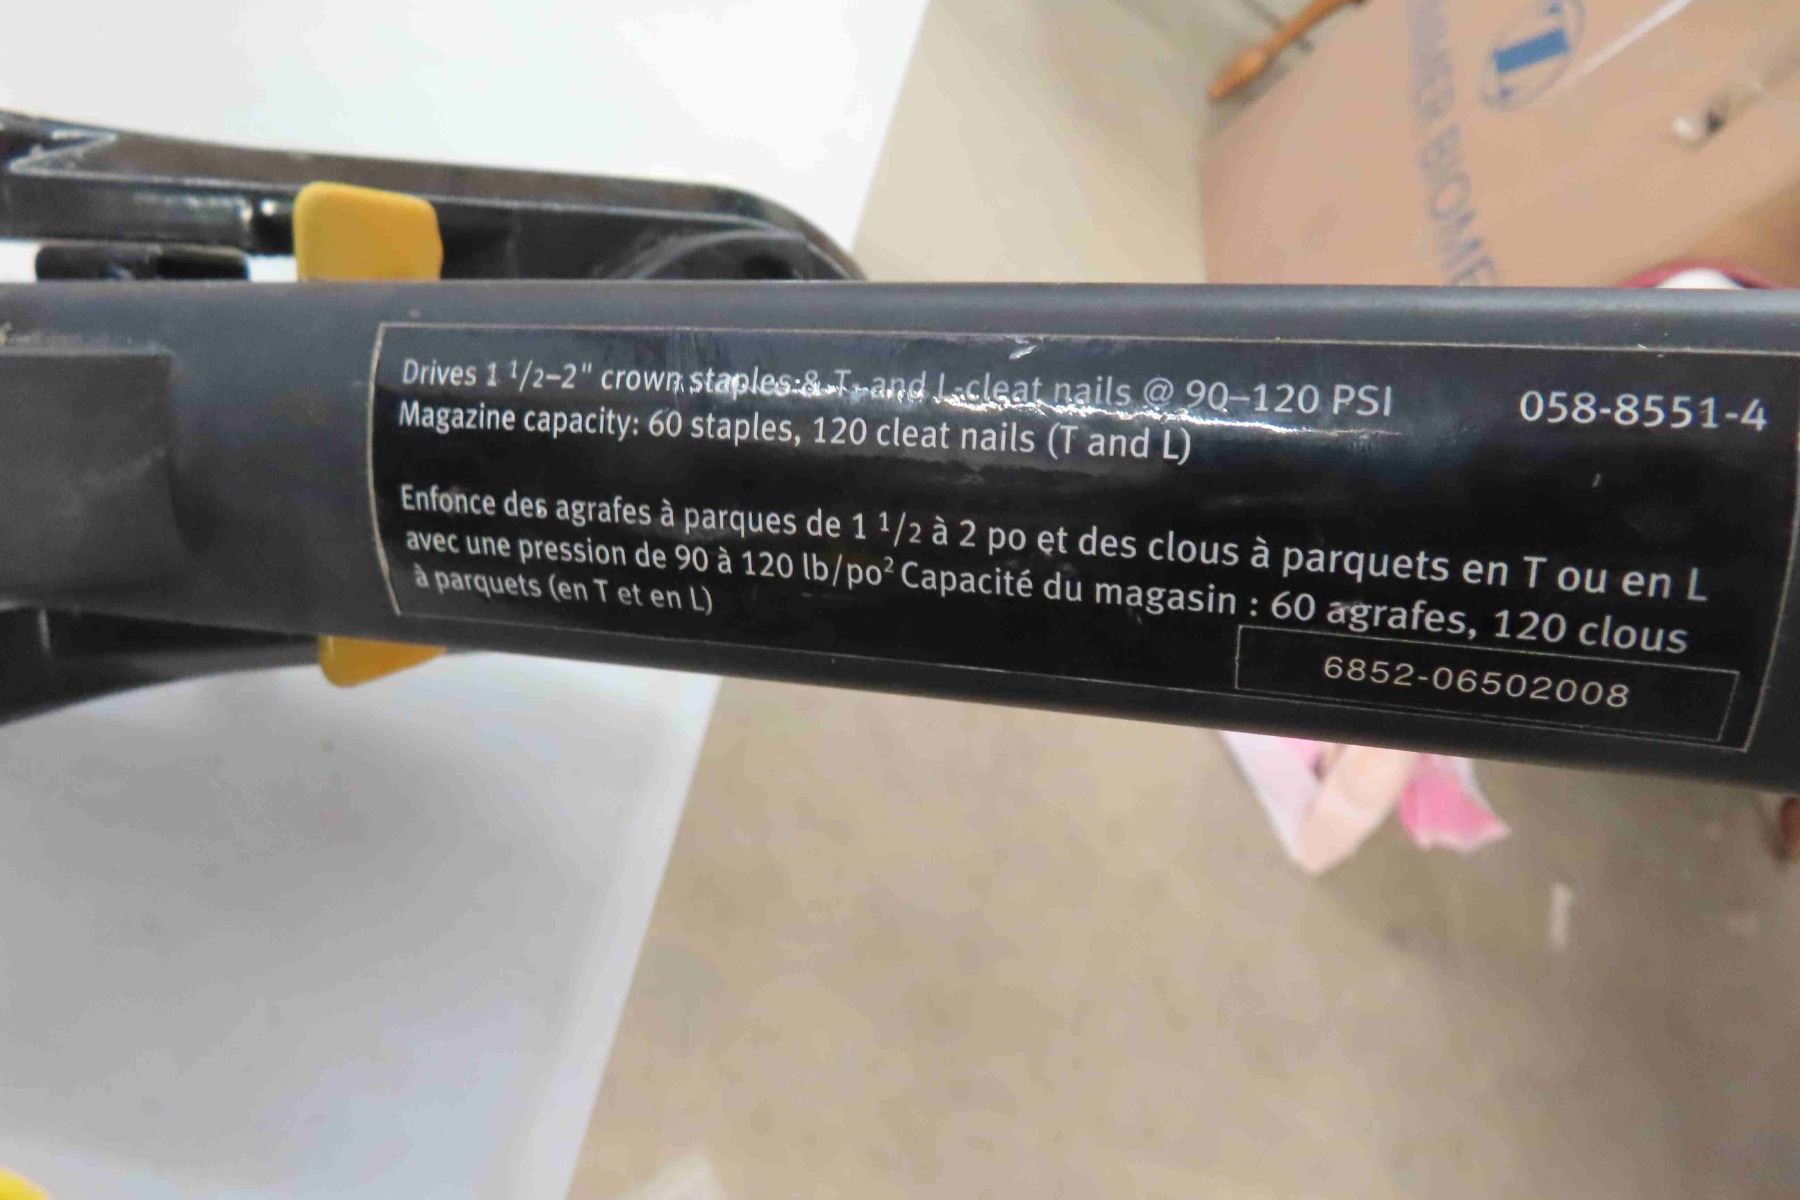 Drives 1 1/2–2" crown staples & T- and L-cleat nails @ 90–120 PSI
058-8551-4
Magazine capacity: 60 staples, 120 cleat nails (T and L)
Enfonce des agrafes à parques de 1 1/2 à 2 po et des clous à parquets en T ou en L
avec une pression de 90 à 120 lb/po² Capacité du magasin : 60 agrafes, 120 clous
à parquets (en T et en L)
6852-06502008
BIOME